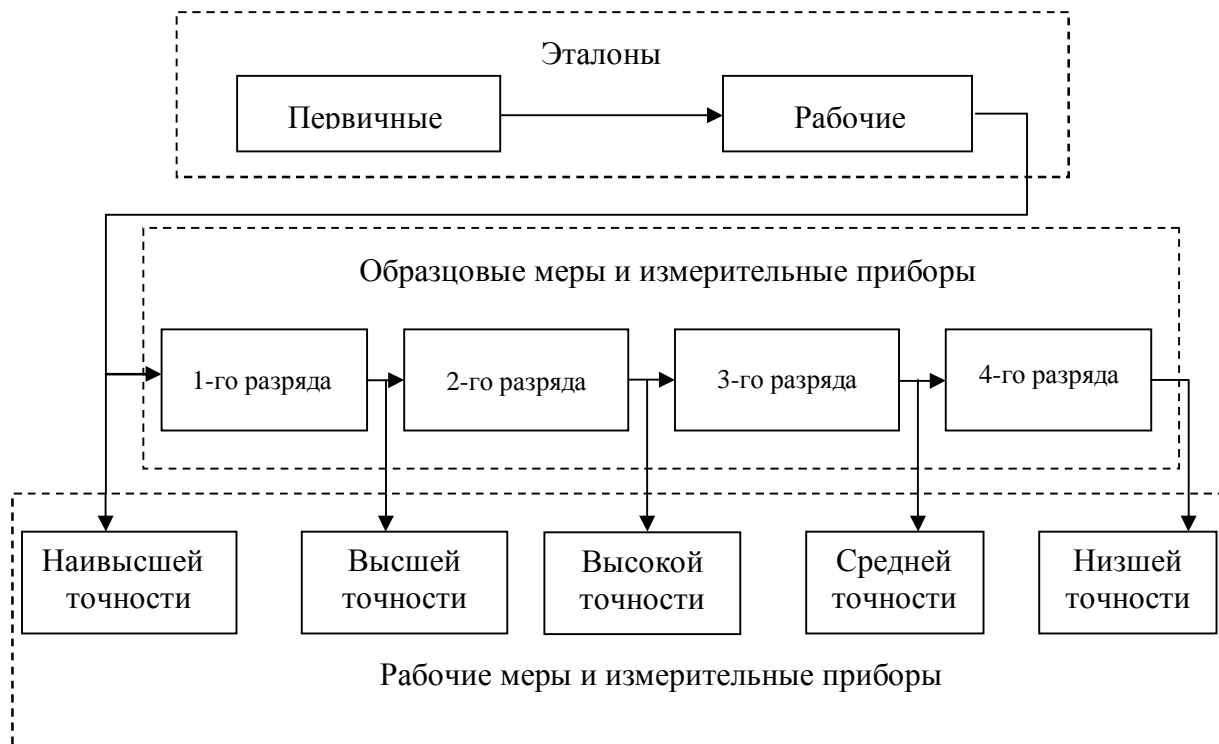 Эталоны
Первичные
Рабочие
Образцовые меры и измерительные приборы
1-го разряда
2-го разряда
3-го разряда
4-го разряда
Наивысшей
точности
Высшей
точности
Высокой
точности
Средней
точности
Низшей
точности
Рабочие меры и измерительные приборы